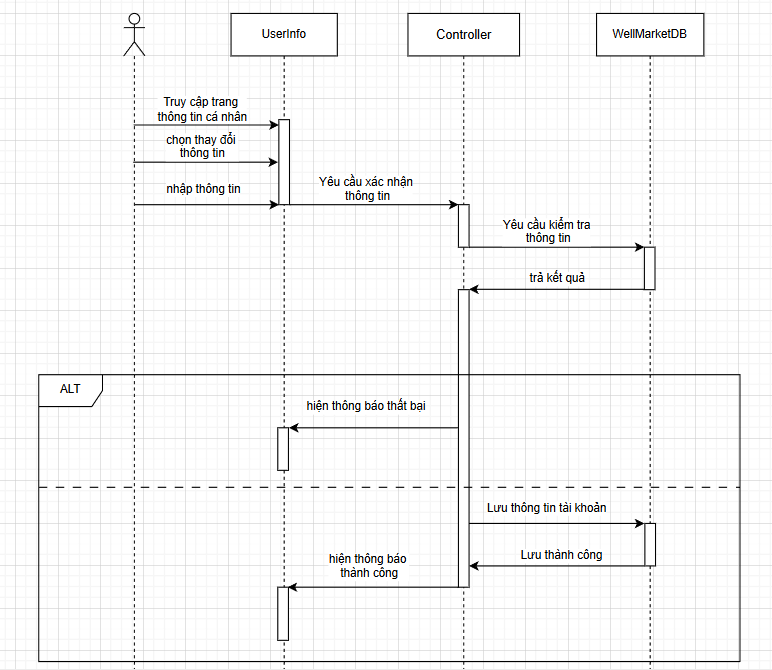 UserInfo
Controller
WellMarketDB
Truy cập trang
thông tin cá nhân
chọn thay đổi
thông tin
nhập thông tin
Yêu cầu xác nhận
thông tin
Yêu cầu kiểm tra
thông tin
trả kết quả
ALT
hiện thông báo thất bại
Lưu thông tin tài khoản
Lưu thành công
hiện thông báo
thành công